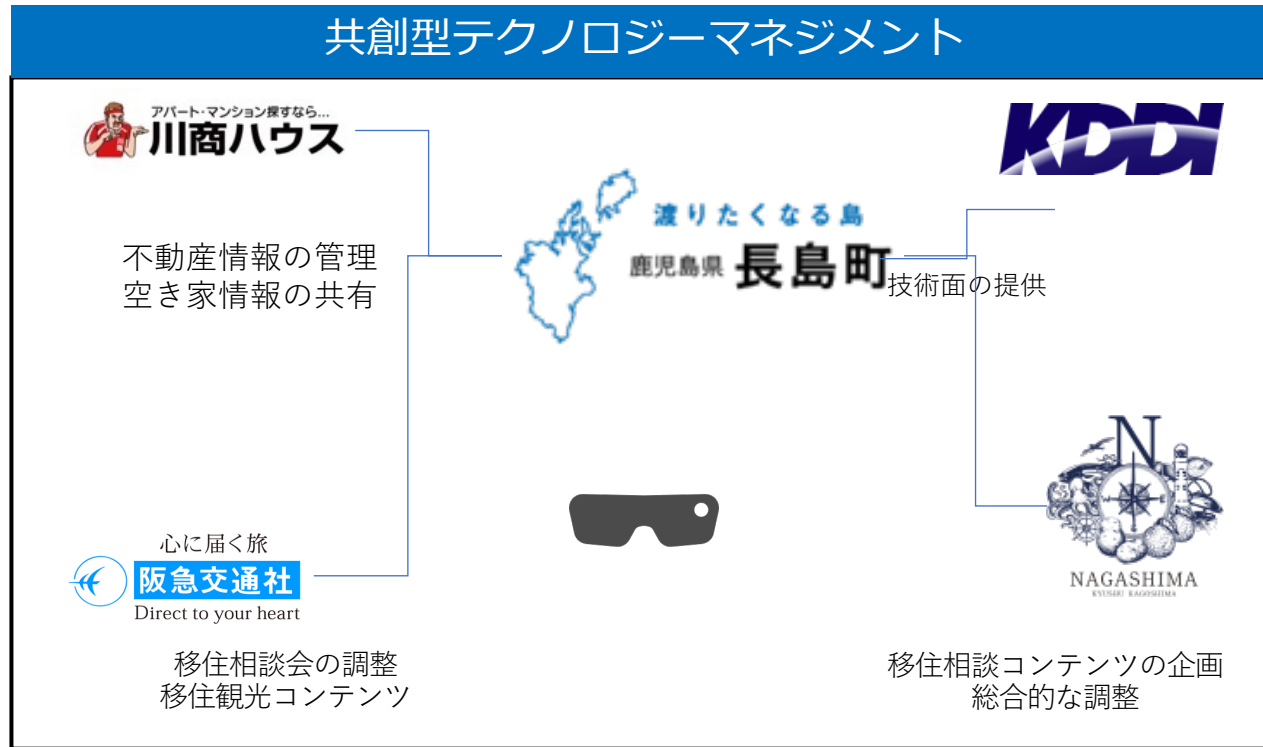 共創型テクノロジーマネジメント
アパート・マンション探すなら...
川商ハウス
KDDI
渡りたくなる島
鹿児島県 長島町
不動産情報の管理
空き家情報の共有
技術面の提供
心に届く旅
阪急交通社
Direct to your heart
移住相談会の調整
移住観光コンテンツ
N
NAGASHIMA
KYUSHU KAGOSHIMA
移住相談コンテンツの企画
総合的な調整